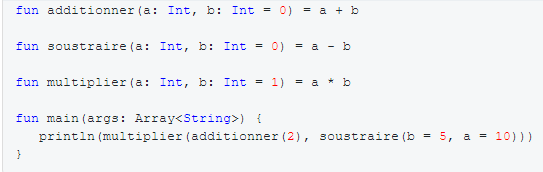 fun additionner(a: Int, b: Int = 0) = a + b
fun soustraire(a: Int, b: Int = 0) = a - b
fun multiplier(a: Int, b: Int = 1) = a * b
fun main(args: Array<String>) {
   println(multiplier(additionner(2), soustraire(b = 5, a = 10)))
}